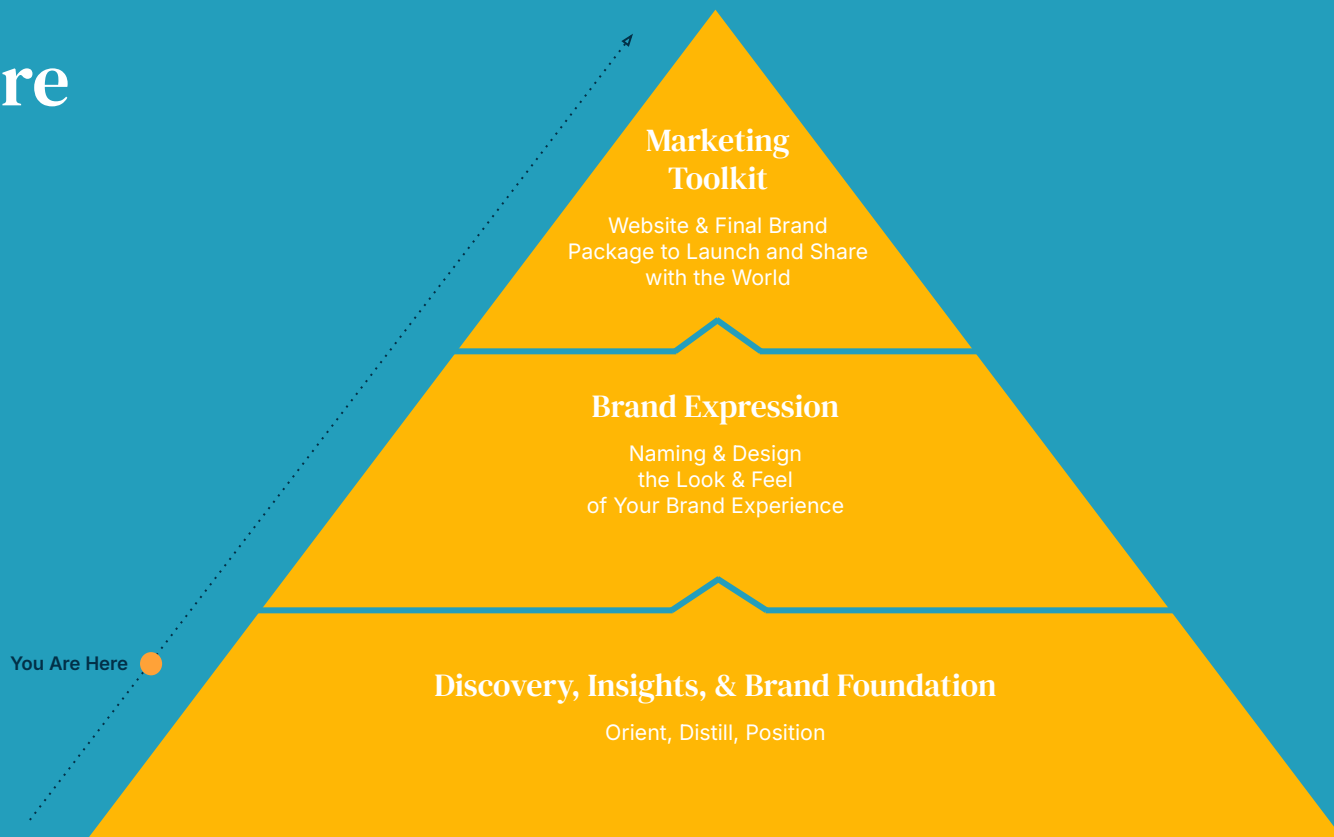 re
Marketing
Toolkit
Website & Final Brand
Package to Launch and Share
with the World
Brand Expression
Naming & Design
the Look & Feel
of Your Brand Experience
You Are Here
Discovery, Insights, & Brand Foundation
Orient, Distill, Position